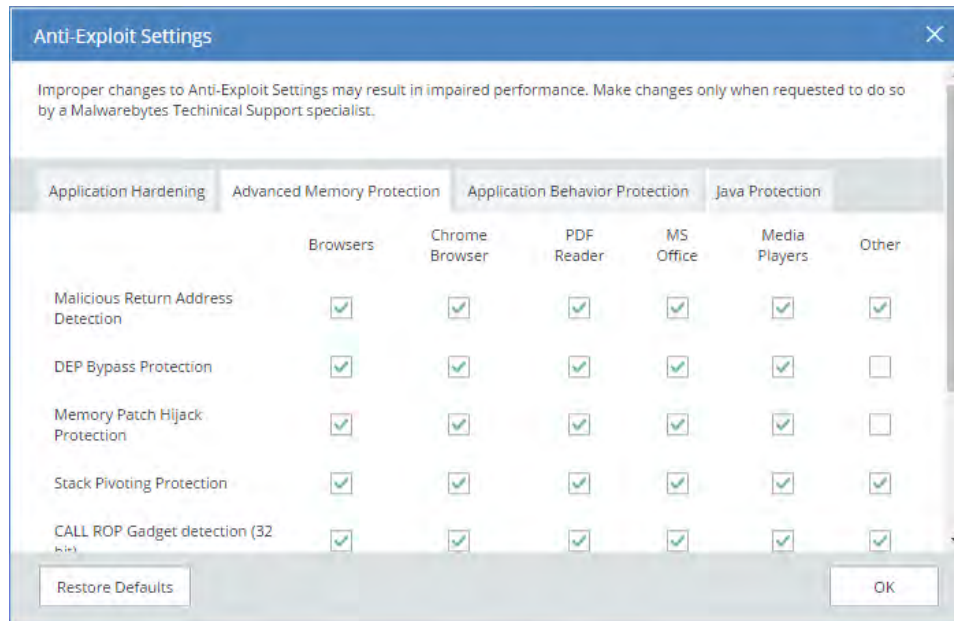 Anti-Exploit Settings
Improper changes to Anti-Exploit Settings may result in impaired performance. Make changes only when requested to do so
by a Malwarebytes Techinical Support specialist.
Application Hardening Advanced Memory Protection Application Behavior Protection Java Protection
Browsers Chrome Browser PDF Reader MS Office Media Players Other
Malicious Return Address
Detection
DEP Bypass Protection
Memory Patch Hijack
Protection
Stack Pivoting Protection
CALL ROP Gadget detection (32
bit)
Restore Defaults OK